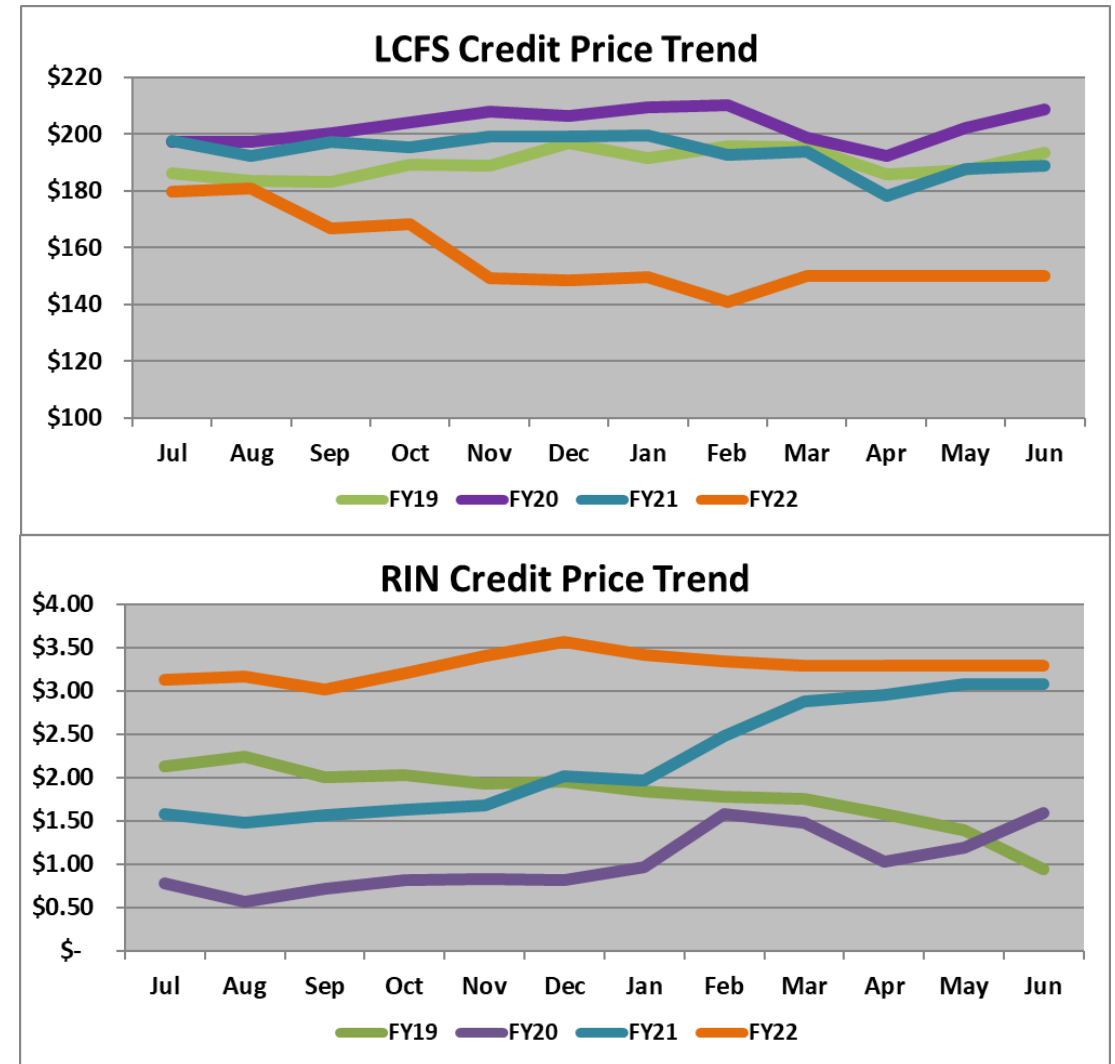 LCFS Credit Price Trend
$220
$200
$180
$160
$140
$120
$100
Jul Aug Sep Oct Nov Dec Jan Feb Mar Apr May Jun
FY19 FY20 FY21 FY22
RIN Credit Price Trend
$4.00
$3.50
$3.00
$2.50
$2.00
$1.50
$1.00
$0.50
$-
Jul Aug Sep Oct Nov Dec Jan Feb Mar Apr May Jun
FY19 FY20 FY21 FY22